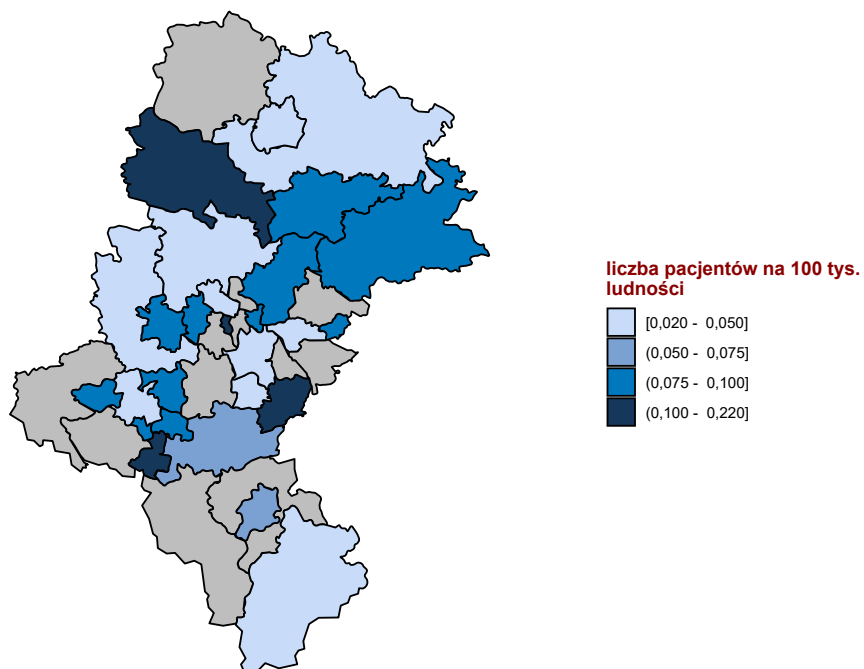 liczba pacjentów na 100 tys.
ludności
[0,020 - 0,050]
(0,050 - 0,075]
(0,075 - 0,100]
(0,100 - 0,220]